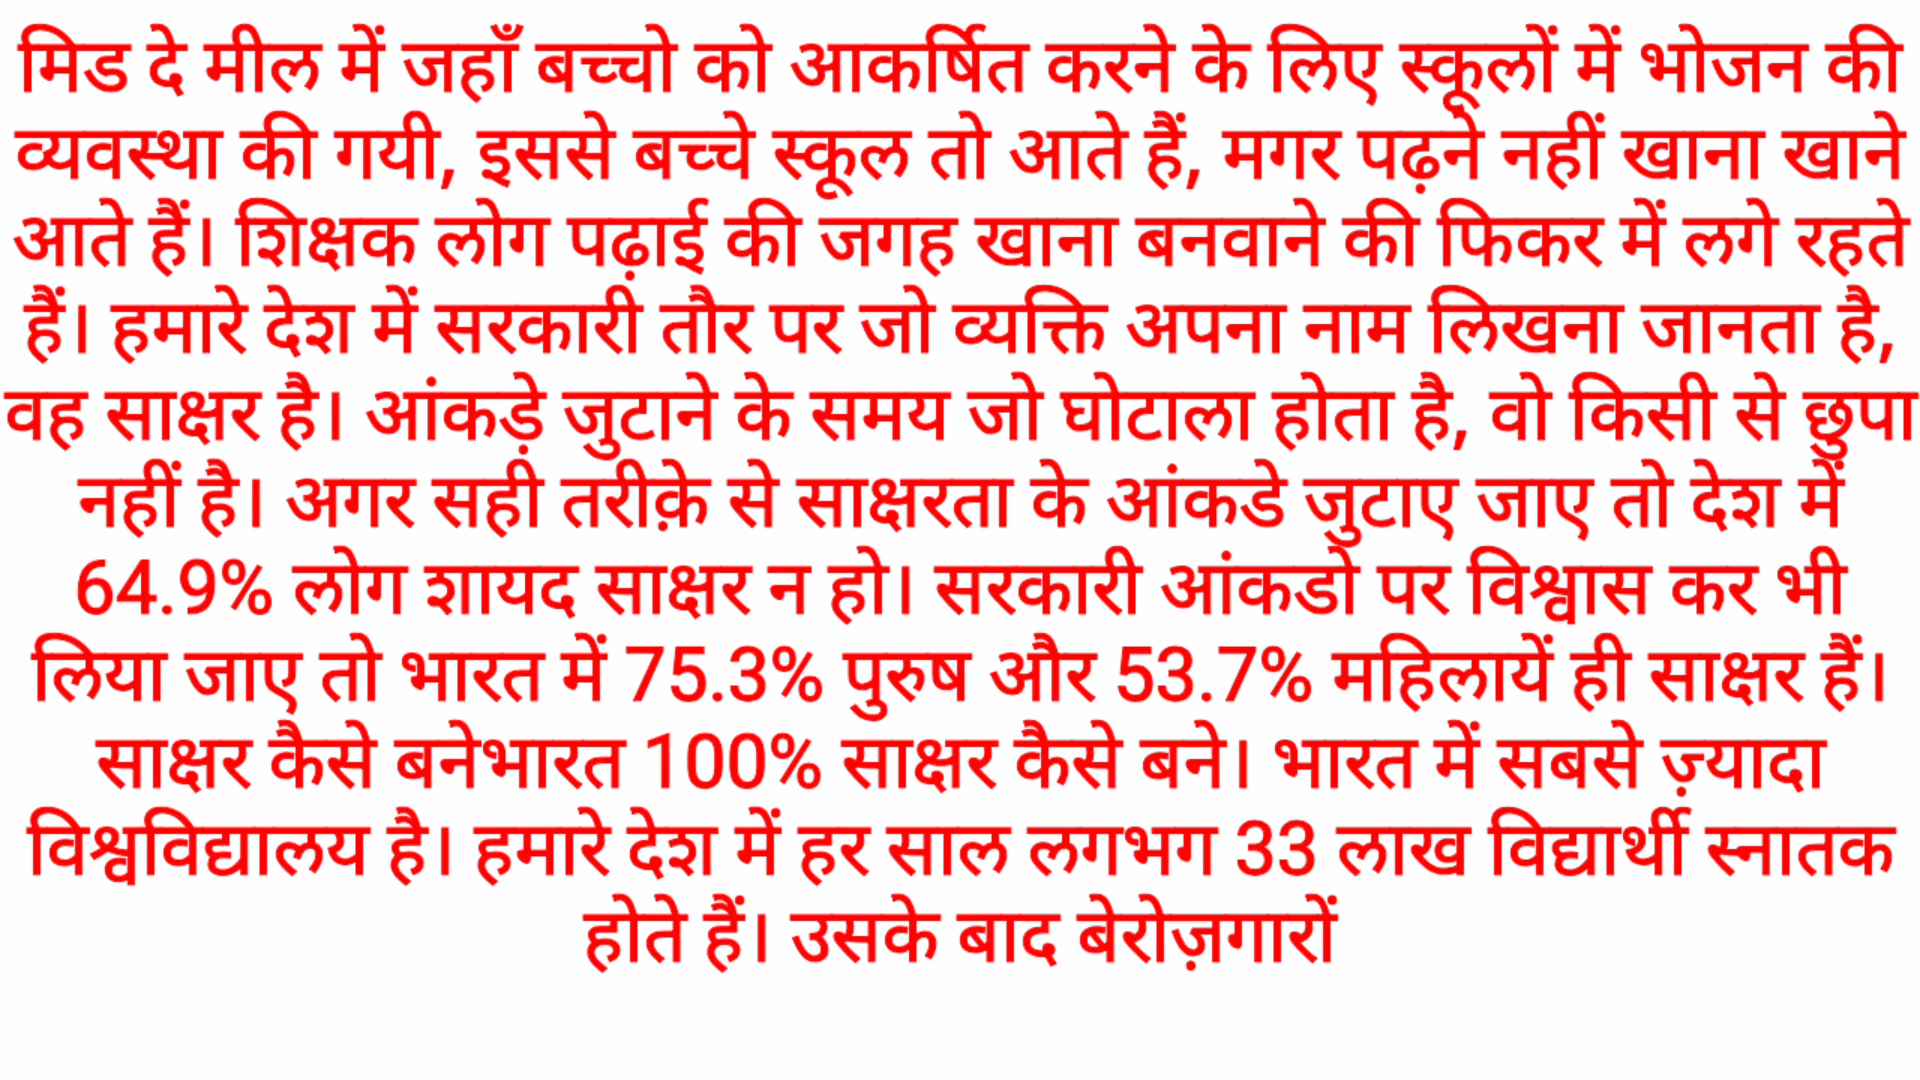 मिड दे मील में जहाँ बच्चो को आकर्षित करने के लिए स्कूलों में भोजन की
व्यवस्था की गयी, इससे बच्चे स्कूल तो आते हैं, मगर पढ़ने नहीं खाना खाने
आते हैं। शिक्षक लोग पढ़ाई की जगह खाना बनवाने की फिकर में लगे रहते
हैं। हमारे देश में सरकारी तौर पर जो व्यक्ति अपना नाम लिखना जानता है,
वह साक्षर है। आंकड़े जुटाने के समय जो घोटाला होता है, वो किसी से छुपा
नहीं है। अगर सही तरीक़े से साक्षरता के आंकडे जुटाए जाए तो देश में
64.9% लोग शायद साक्षर न हो। सरकारी आंकडो पर विश्वास कर भी
लिया जाए तो भारत में 75.3% पुरुष और 53.7% महिलायें ही साक्षर हैं।
साक्षर कैसे बनेभारत 100% साक्षर कैसे बने। भारत में सबसे ज़्यादा
विश्वविद्यालय है। हमारे देश में हर साल लगभग 33 लाख विद्यार्थी स्नातक
होते हैं। उसके बाद बेरोज़गारों